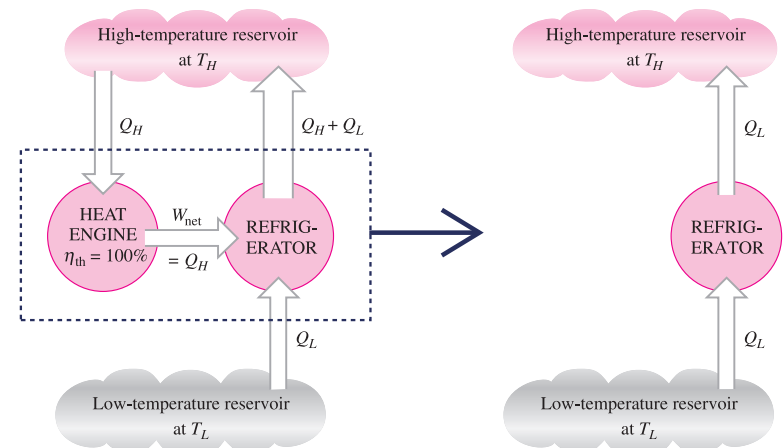 High-temperature reservoir
at T_H
Q_H
Q_H + Q_L
HEAT
ENGINE
η_th = 100%
W_net
= Q_H
REFRIG-
ERATOR
Q_L
Low-temperature reservoir
at T_L
High-temperature reservoir
at T_H
Q_L
REFRIG-
ERATOR
Q_L
Low-temperature reservoir
at T_L